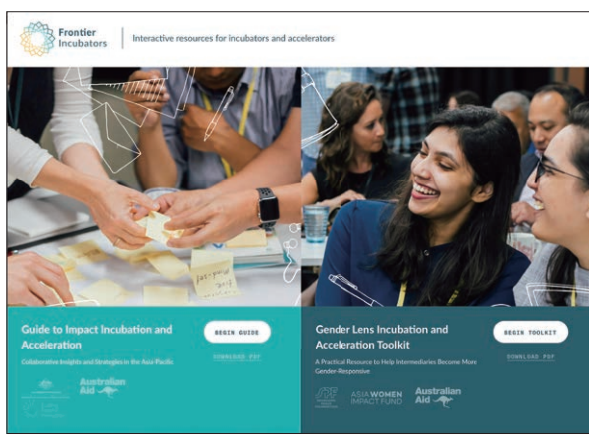 Frontier
Incubators
Interactive resources for incubators and accelerators
Guide to Impact Incubation and
Acceleration
Collaborative Insights and Strategies in the Asia-Pacific
BEGIN GUIDE
DOWNLOAD PDF
Australian
Aid
Gender Lens Incubation and
Acceleration Toolkit
A Practical Resource to Help Intermediaries Become More
Gender-Responsive
BEGIN TOOLKIT
DOWNLOAD PDF
ASIA WOMEN
IMPACT FUND
Australian
Aid